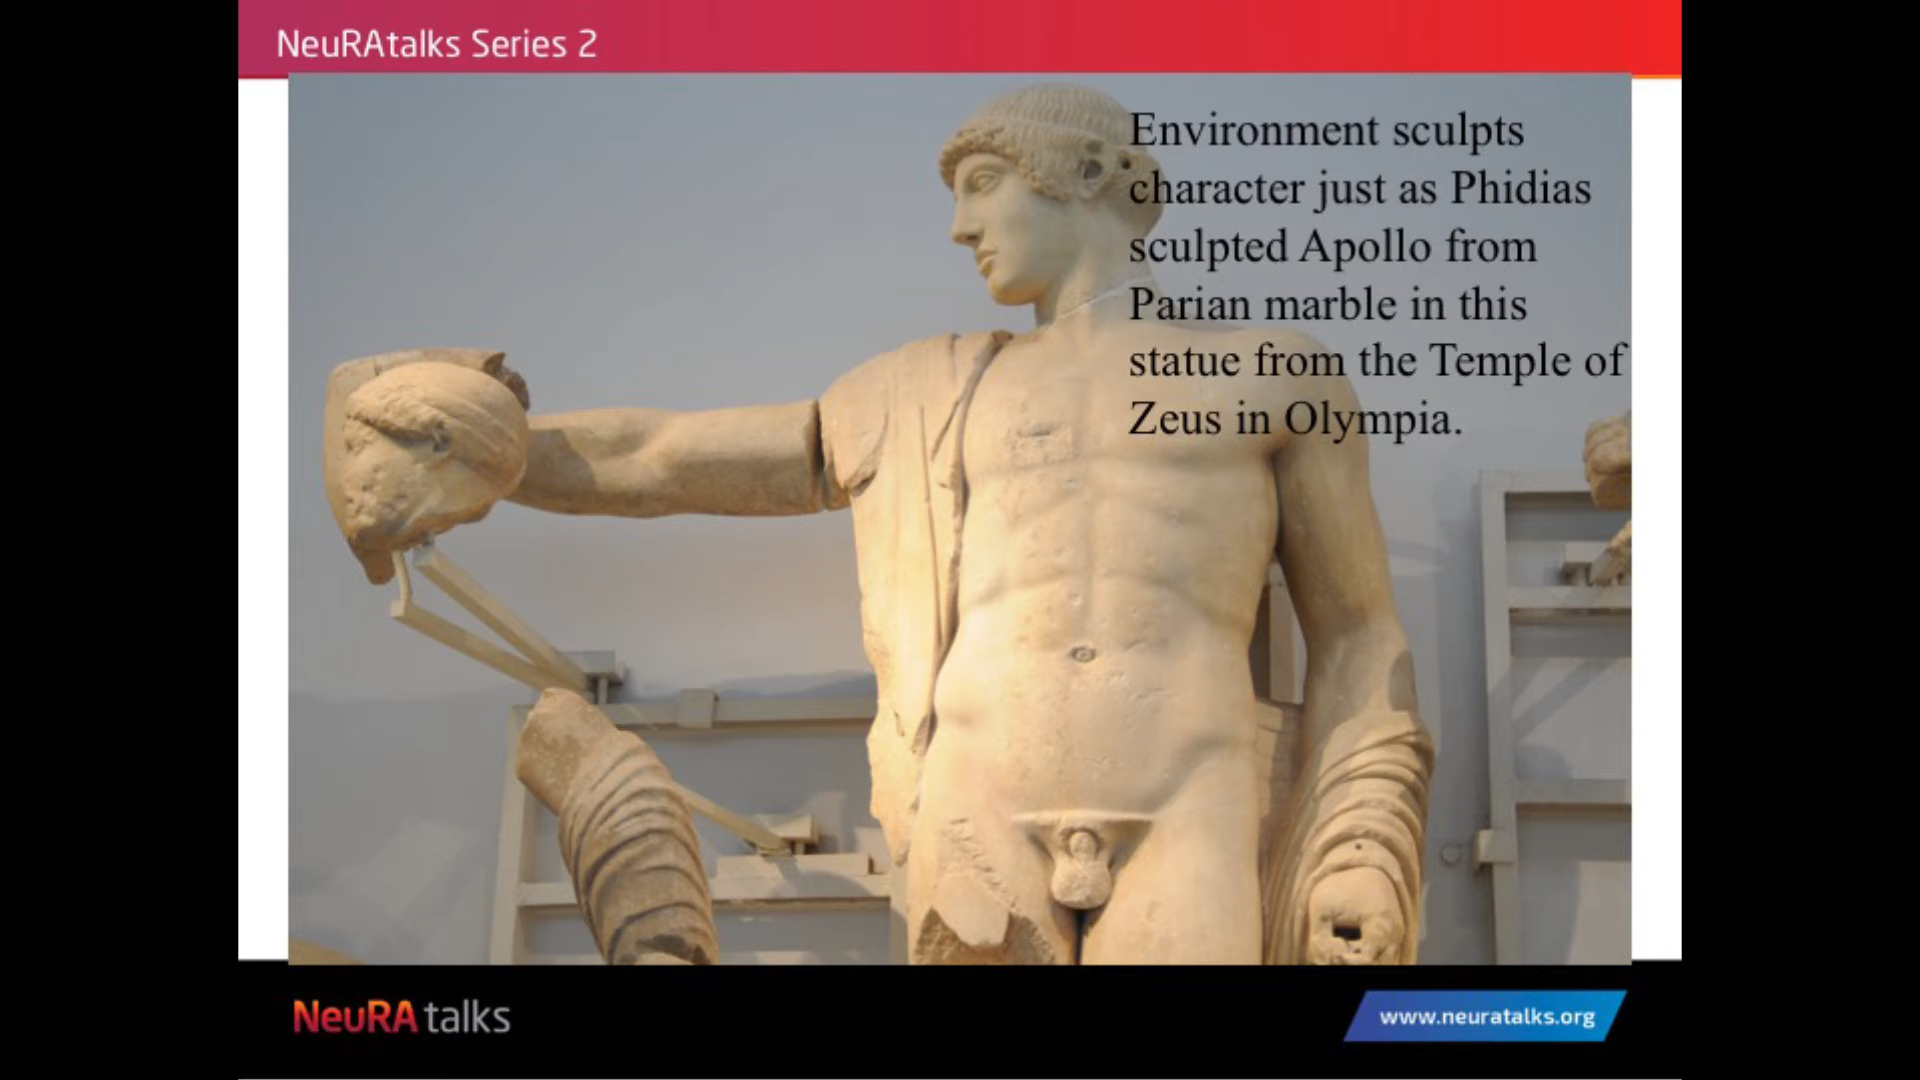 NeuRAtalks Series 2
Environment sculpts
character just as Phidias
sculpted Apollo from
Parian marble in this
statue from the Temple of
Zeus in Olympia.
NeuRA talks
www.neuratalks.org